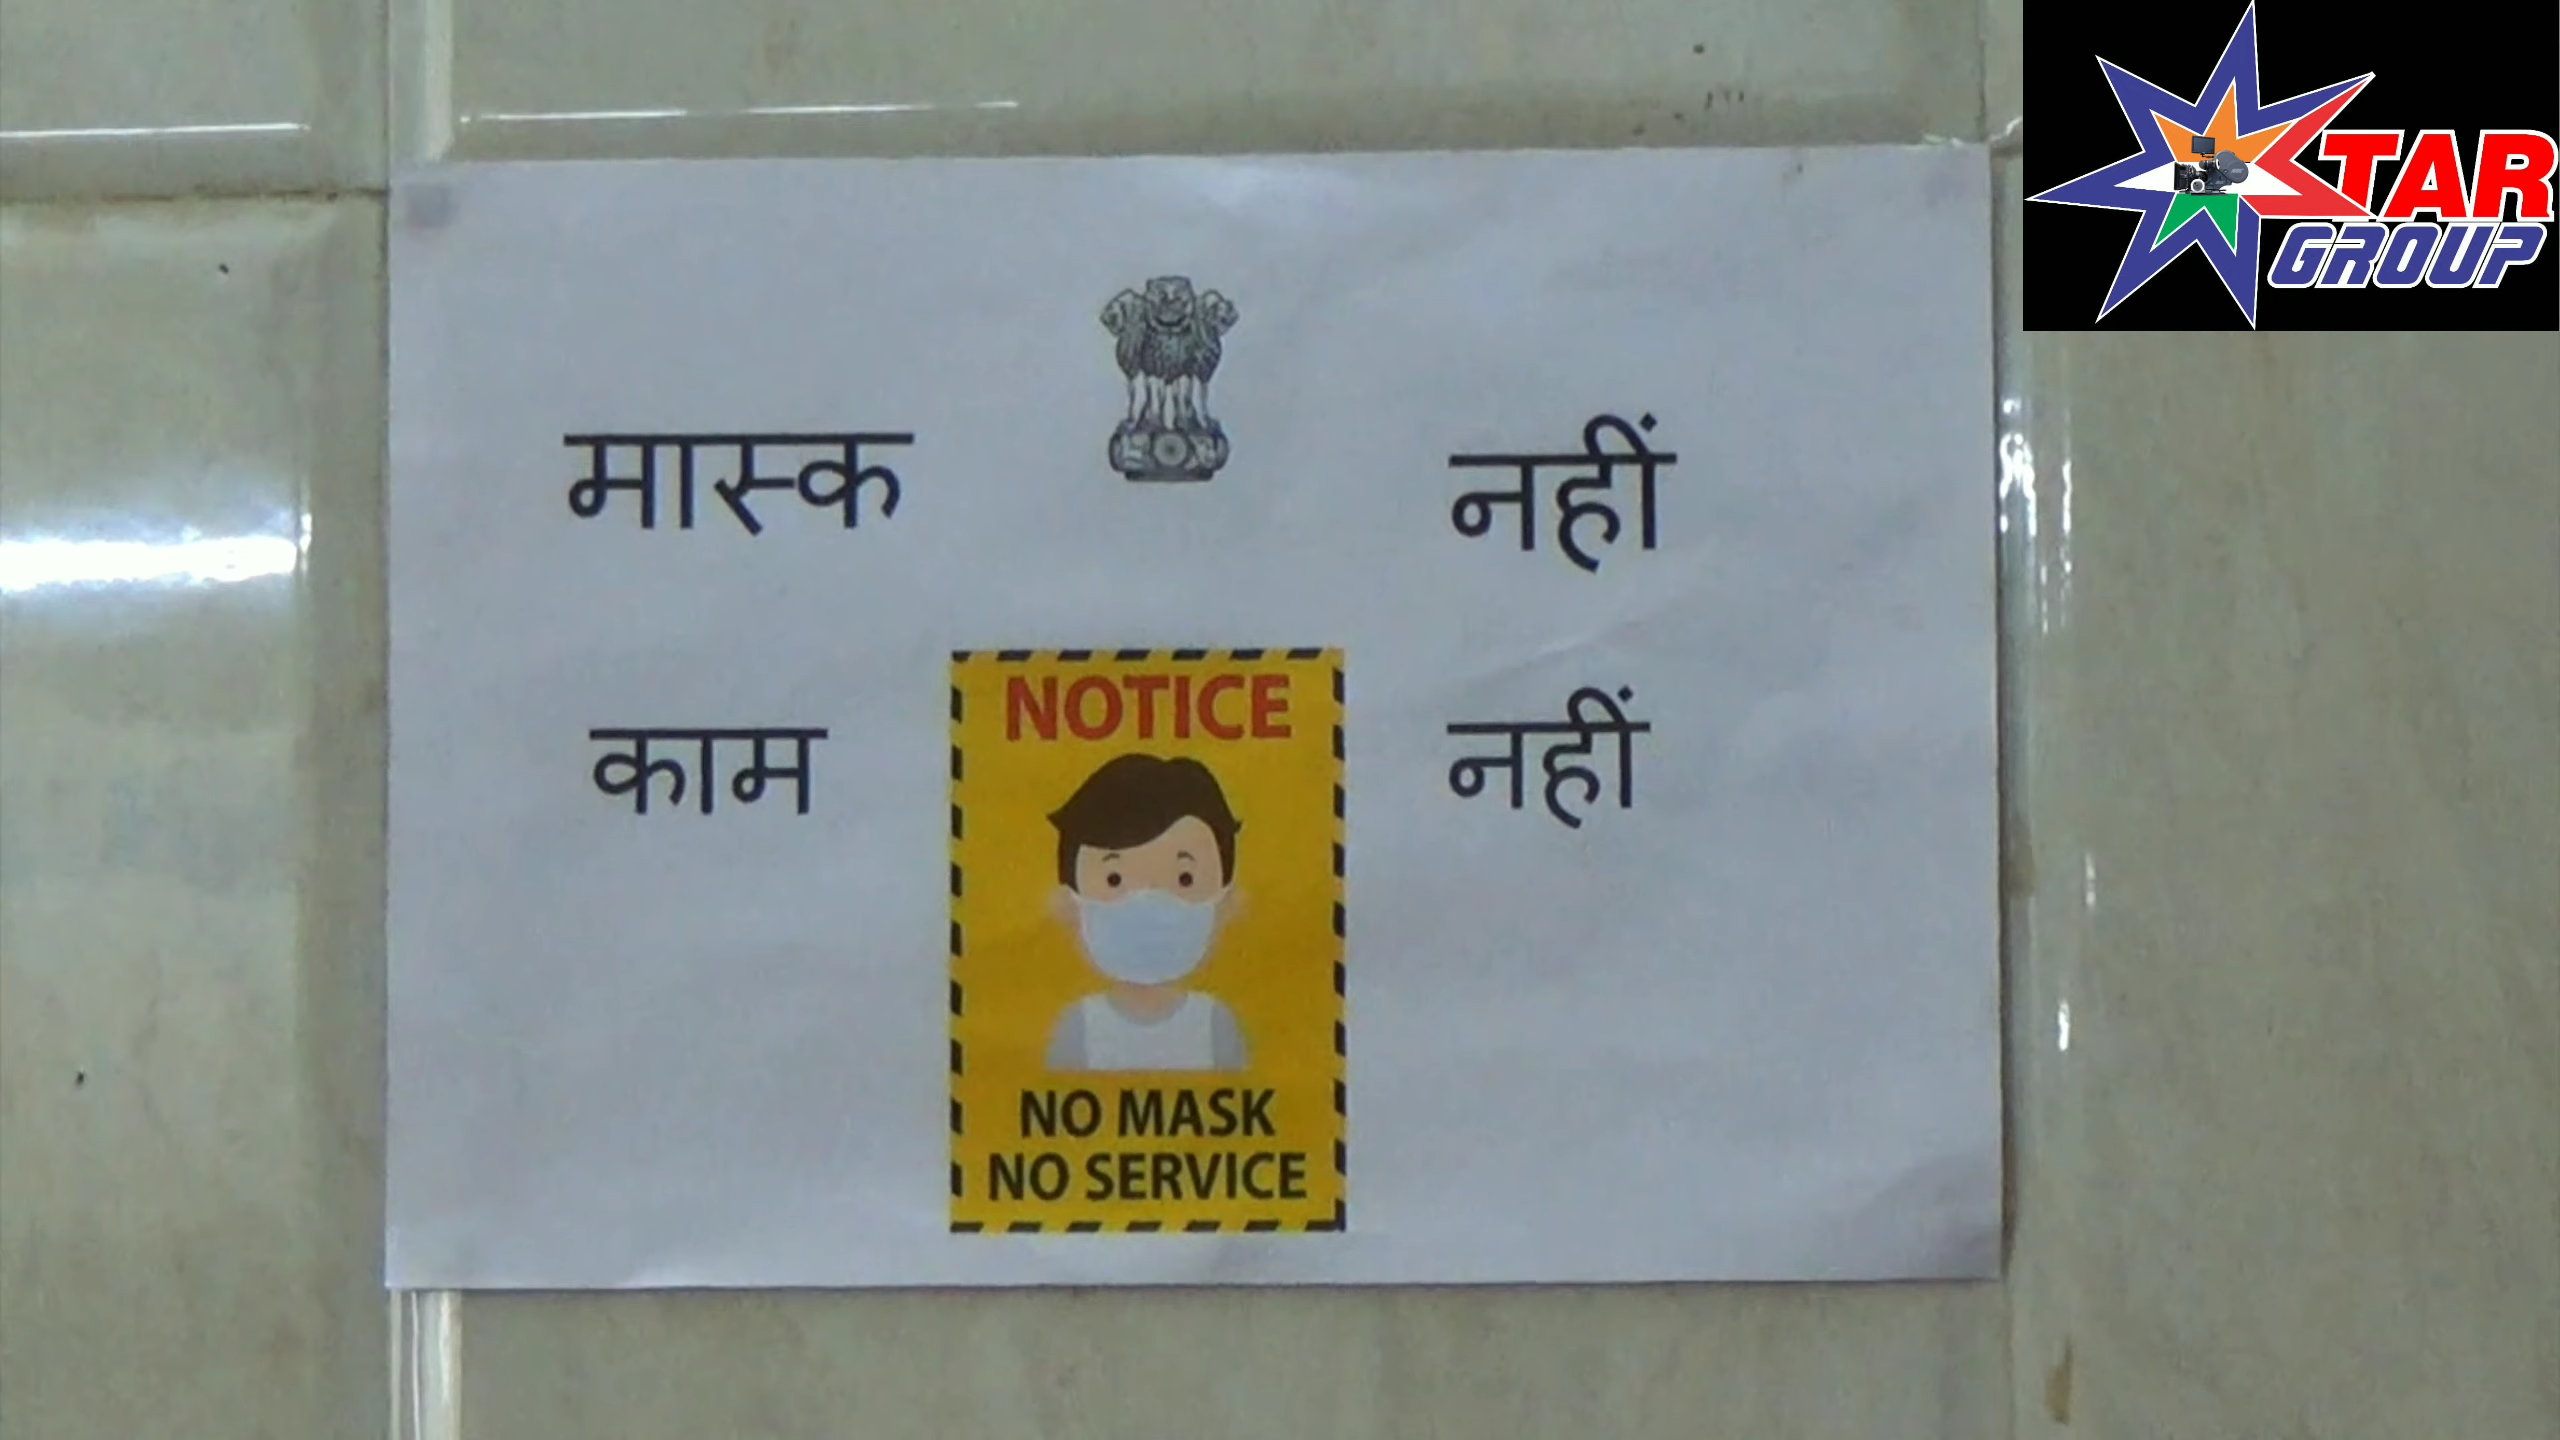 मास्क नहीं
काम नहीं
NOTICE
NO MASK
NO SERVICE
STAR
GROUP